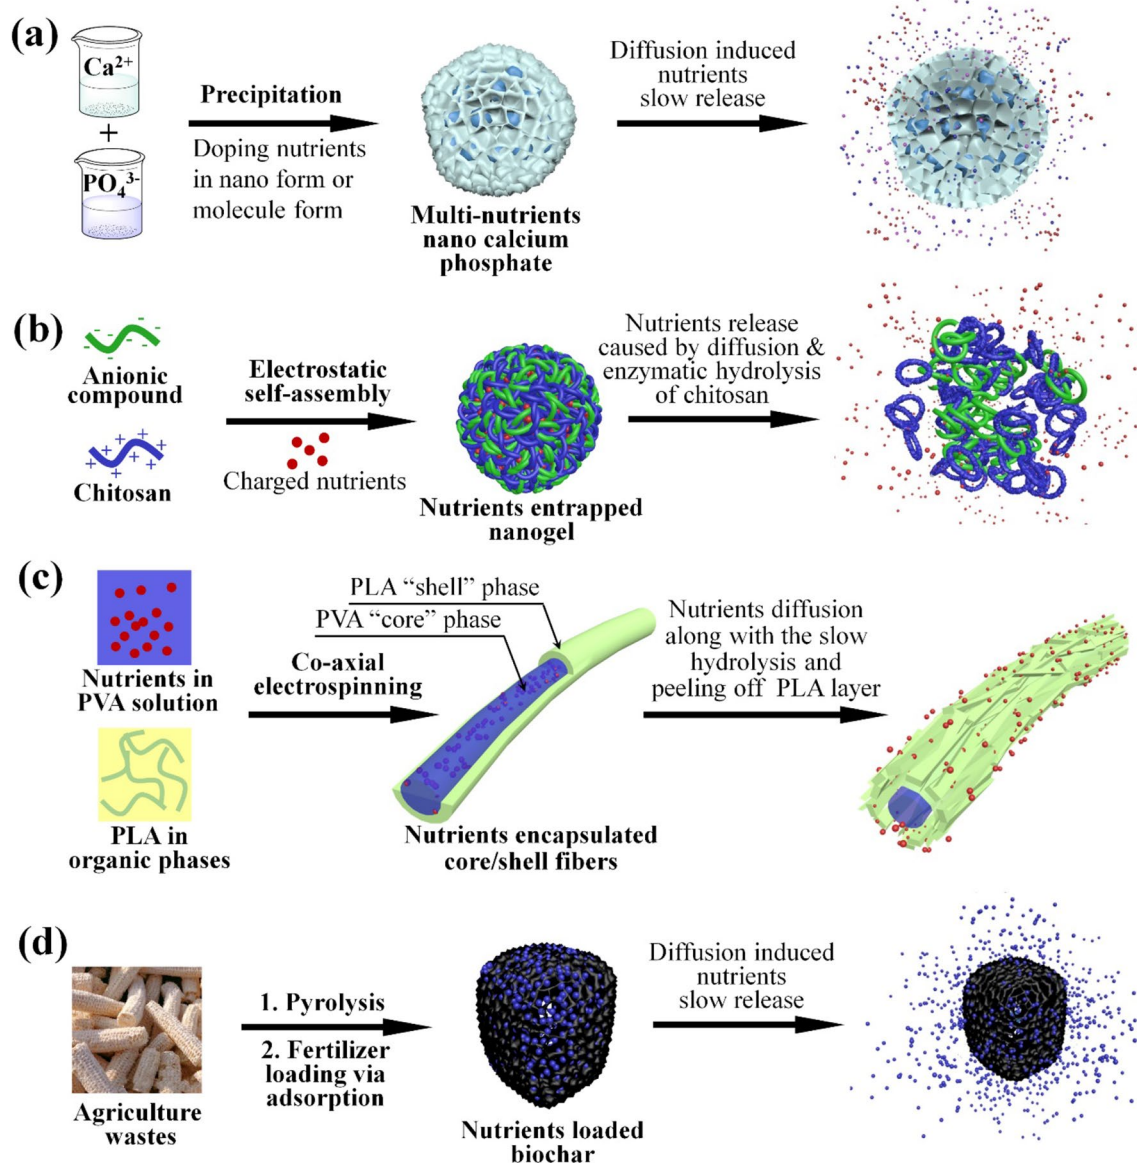 (a)
Ca2+
+
PO43-
Precipitation
Doping nutrients
in nano form or
molecule form
Multi-nutrients
nano calcium
phosphate
Diffusion induced
nutrients
slow release
(b)
Anionic
compound
Chitosan
Electrostatic
self-assembly
Charged nutrients
Nutrients entrapped
nanogel
Nutrients release
caused by diffusion &
enzymatic hydrolysis
of chitosan
(c)
Nutrients in
PVA solution
PLA in
organic phases
Co-axial
electrospinning
PLA “shell” phase
PVA “core” phase
Nutrients encapsulated
core/shell fibers
Nutrients diffusion
along with the slow
hydrolysis and
peeling off PLA layer
(d)
Agriculture
wastes
1. Pyrolysis
2. Fertilizer
loading via
adsorption
Nutrients loaded
biochar
Diffusion induced
nutrients
slow release